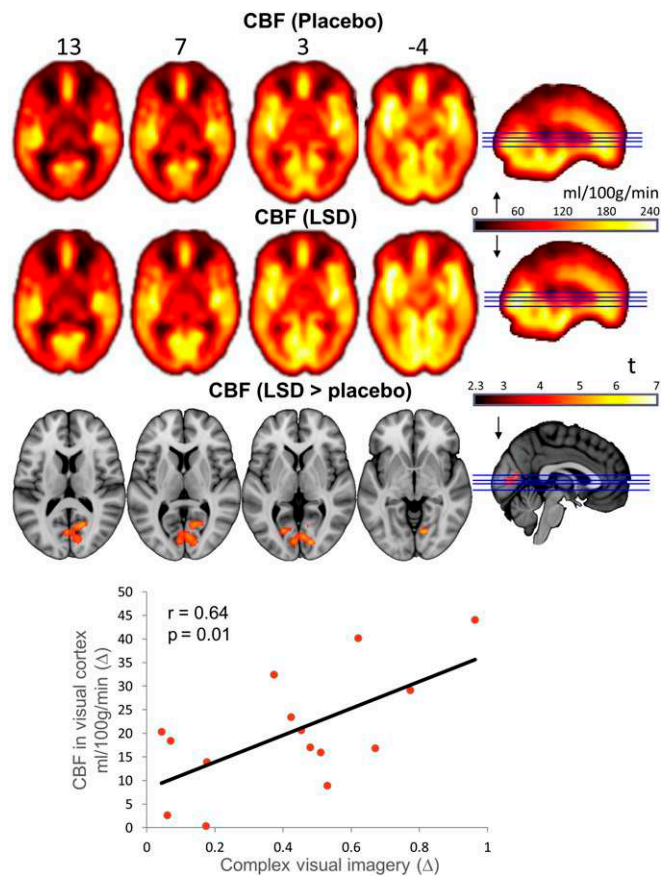 CBF (Placebo)
13 7 3 -4
ml/100g/min
0 60 120 180 240
CBF (LSD)
t
2.3 3 4 5 6 7
CBF (LSD > placebo)
r = 0.64
p = 0.01
CBF in visual cortex
ml/100g/min (Δ)
50
45
40
35
30
25
20
15
10
5
0
0 0.2 0.4 0.6 0.8 1
Complex visual imagery (Δ)